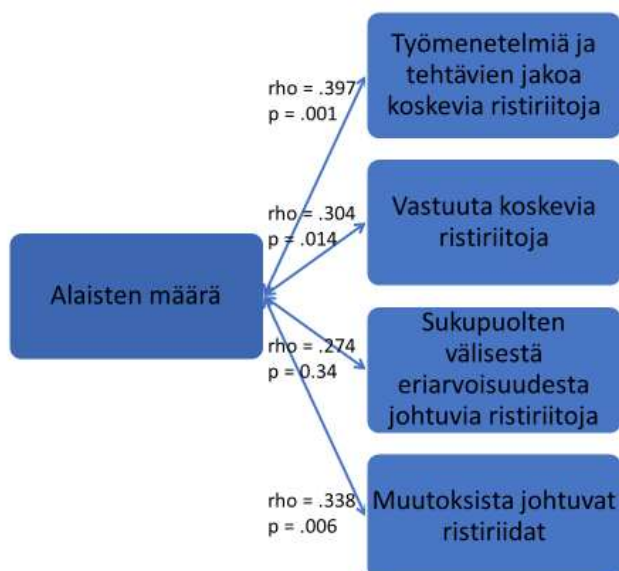 Työmenetelmiä ja
tehtävien jakoa
koskevia ristiriitoja
rho = .397
p = .001
Vastuuta koskevia
ristiriitoja
rho = .304
p = .014
Alaisten määrä
Sukupuolten
välisestä
eriarvoisuudesta
johtuvia ristiriitoja
rho = .274
p = 0.34
Muutoksista johtuvat
ristiriidat
rho = .338
p = .006